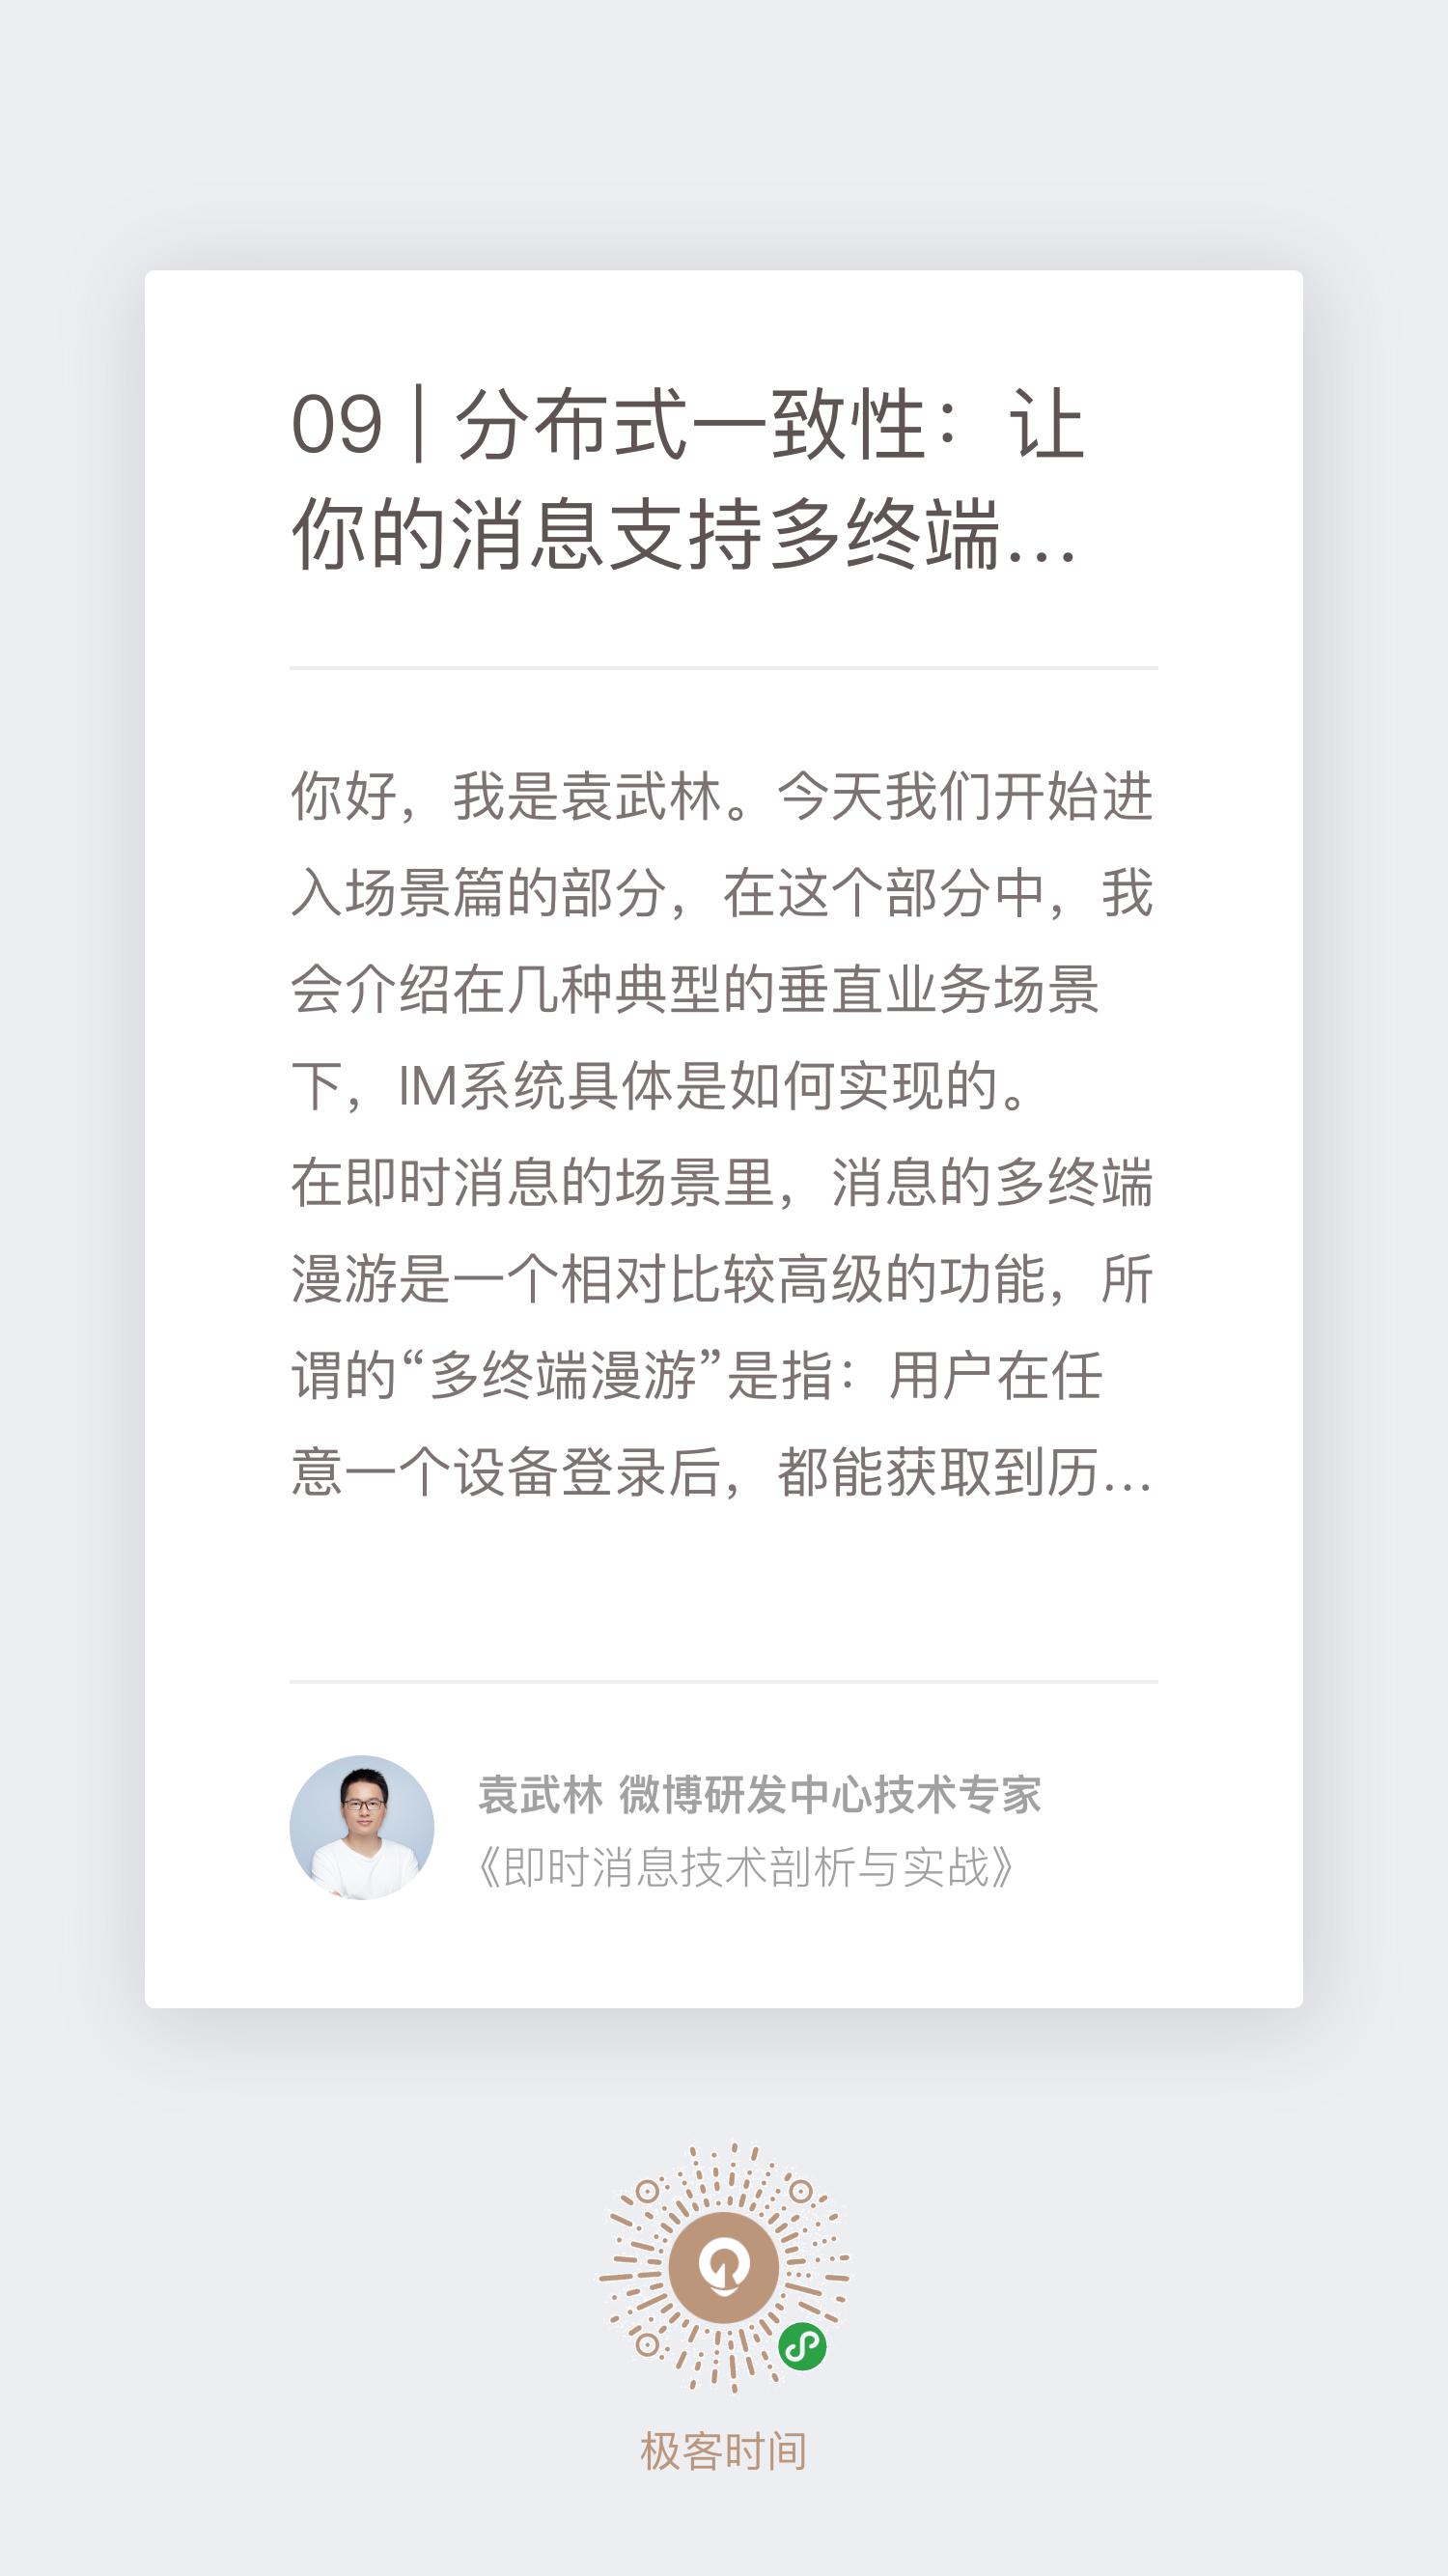 09 | 分布式一致性：让
你的消息支持多终端...
你好，我是袁武林。今天我们开始进
入场景篇的部分，在这个部分中，我
会介绍在几种典型的垂直业务场景
下，IM系统具体是如何实现的。
在即时消息的场景里，消息的多终端
漫游是一个相对比较高级的功能，所
谓的“多终端漫游”是指：用户在任
意一个设备登录后，都能获取到历...
袁武林 微博研发中心技术专家
《即时消息技术剖析与实战》
极客时间